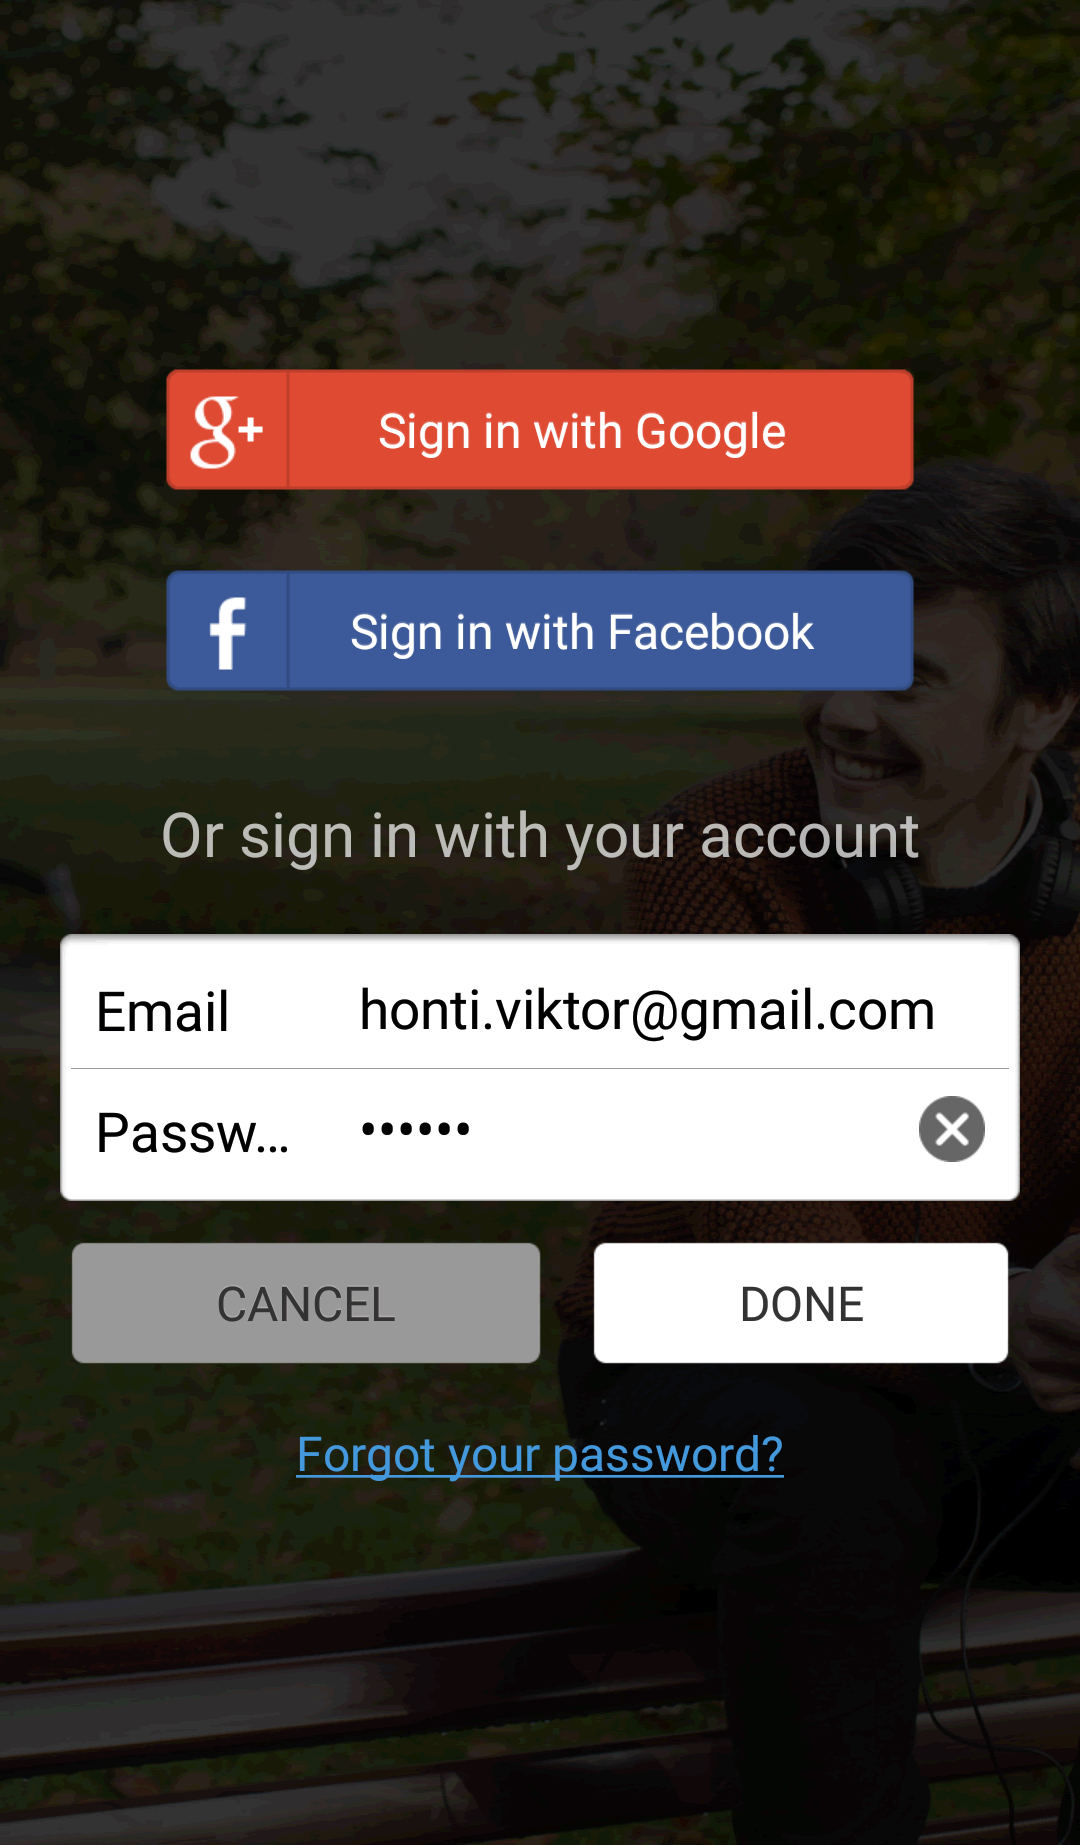 g+ Sign in with Google
f Sign in with Facebook
Or sign in with your account
Email honti.viktor@gmail.com
Passw... ••••••
CANCEL DONE
Forgot your password?